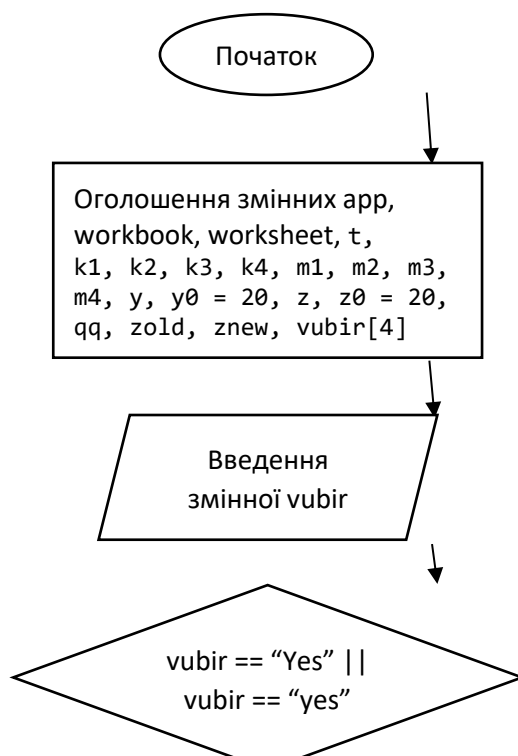 Початок
Оголошення змінних app,
workbook, worksheet, t,
k1, k2, k3, k4, m1, m2, m3,
m4, y, y0 = 20, z, z0 = 20,
qq, zold, znew, vubir[4]
Введення
змінної vubir
vubir == “Yes” ||
vubir == “yes”